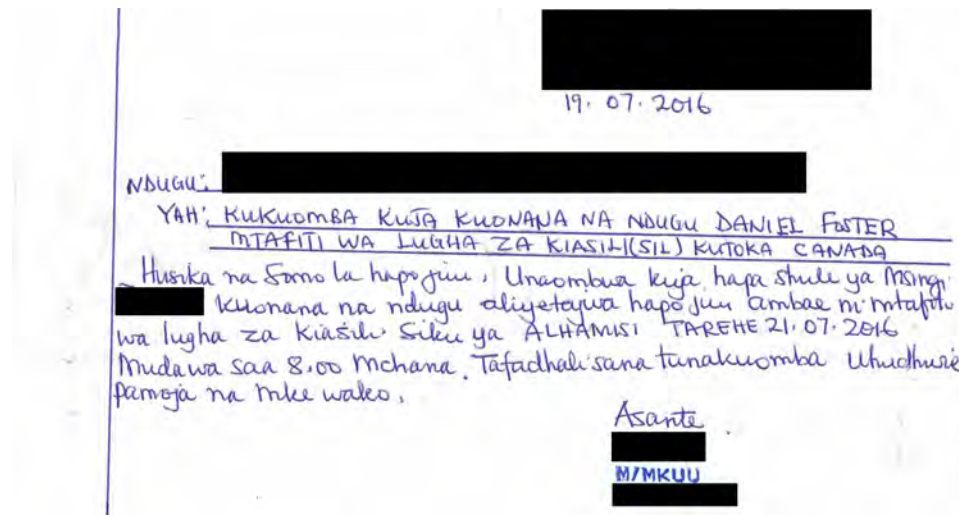 19.07.2016
NDUGU:
YAH: KUKUOMBA KUJA KUONANA NA NDUGU DANIEL FOSTER
MTAFITI WA LUGHA ZA KIASILI (SIL) KUTOKA CANADA
Husika na Somo la hapo juu, Unaombwa kuja hapa shule ya Msingi
kuonana na ndugu aliyetajwa hapo juu ambae ni mtafiti
wa lugha za Kiasili. Siku ya ALHAMISI TAREHE 21.07.2016
Muda wa saa 8.00 Mchana. Tafadhali sana tunakuomba Uhudhurie
pamoja na mke wako.
Asante
M/MKUU